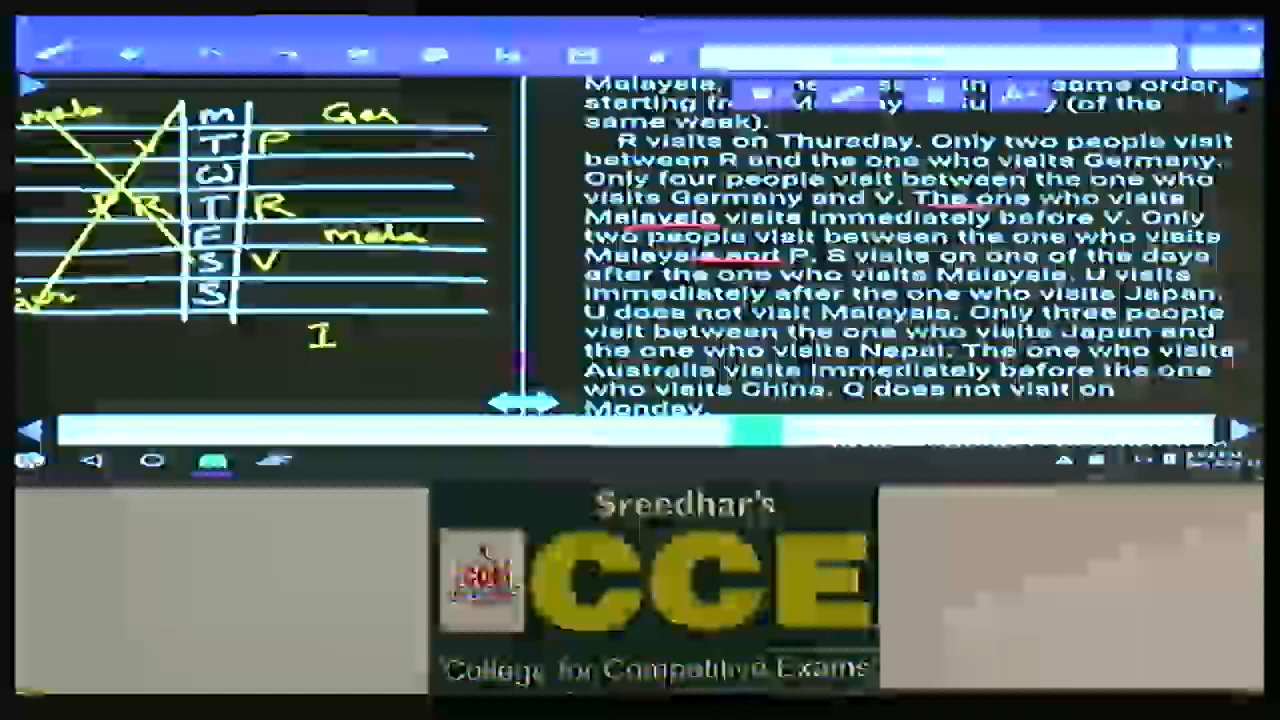 Mala
M Ger
T P
W
T R
F Mala
S V
S
Ger
R
I
Malaysia, same order,
starting (of the
same week).
R visits on Thursday. Only two people visit
between R and the one who visits Germany.
Only four people visit between the one who
visits Germany and V. The one who visits
Malaysia visits immediately before V. Only
two people visit between the one who visits
Malaysia and P. S visits on one of the days
after the one who visits Malaysia. U visits
immediately after the one who visits Japan.
U does not visit Malaysia. Only three people
visit between the one who visits Japan and
the one who visits Nepal. The one who visits
Australia visits immediately before the one
who visits China. Q does not visit on
Monday.
Sreedhar's
CCE
College for Competitive Exams